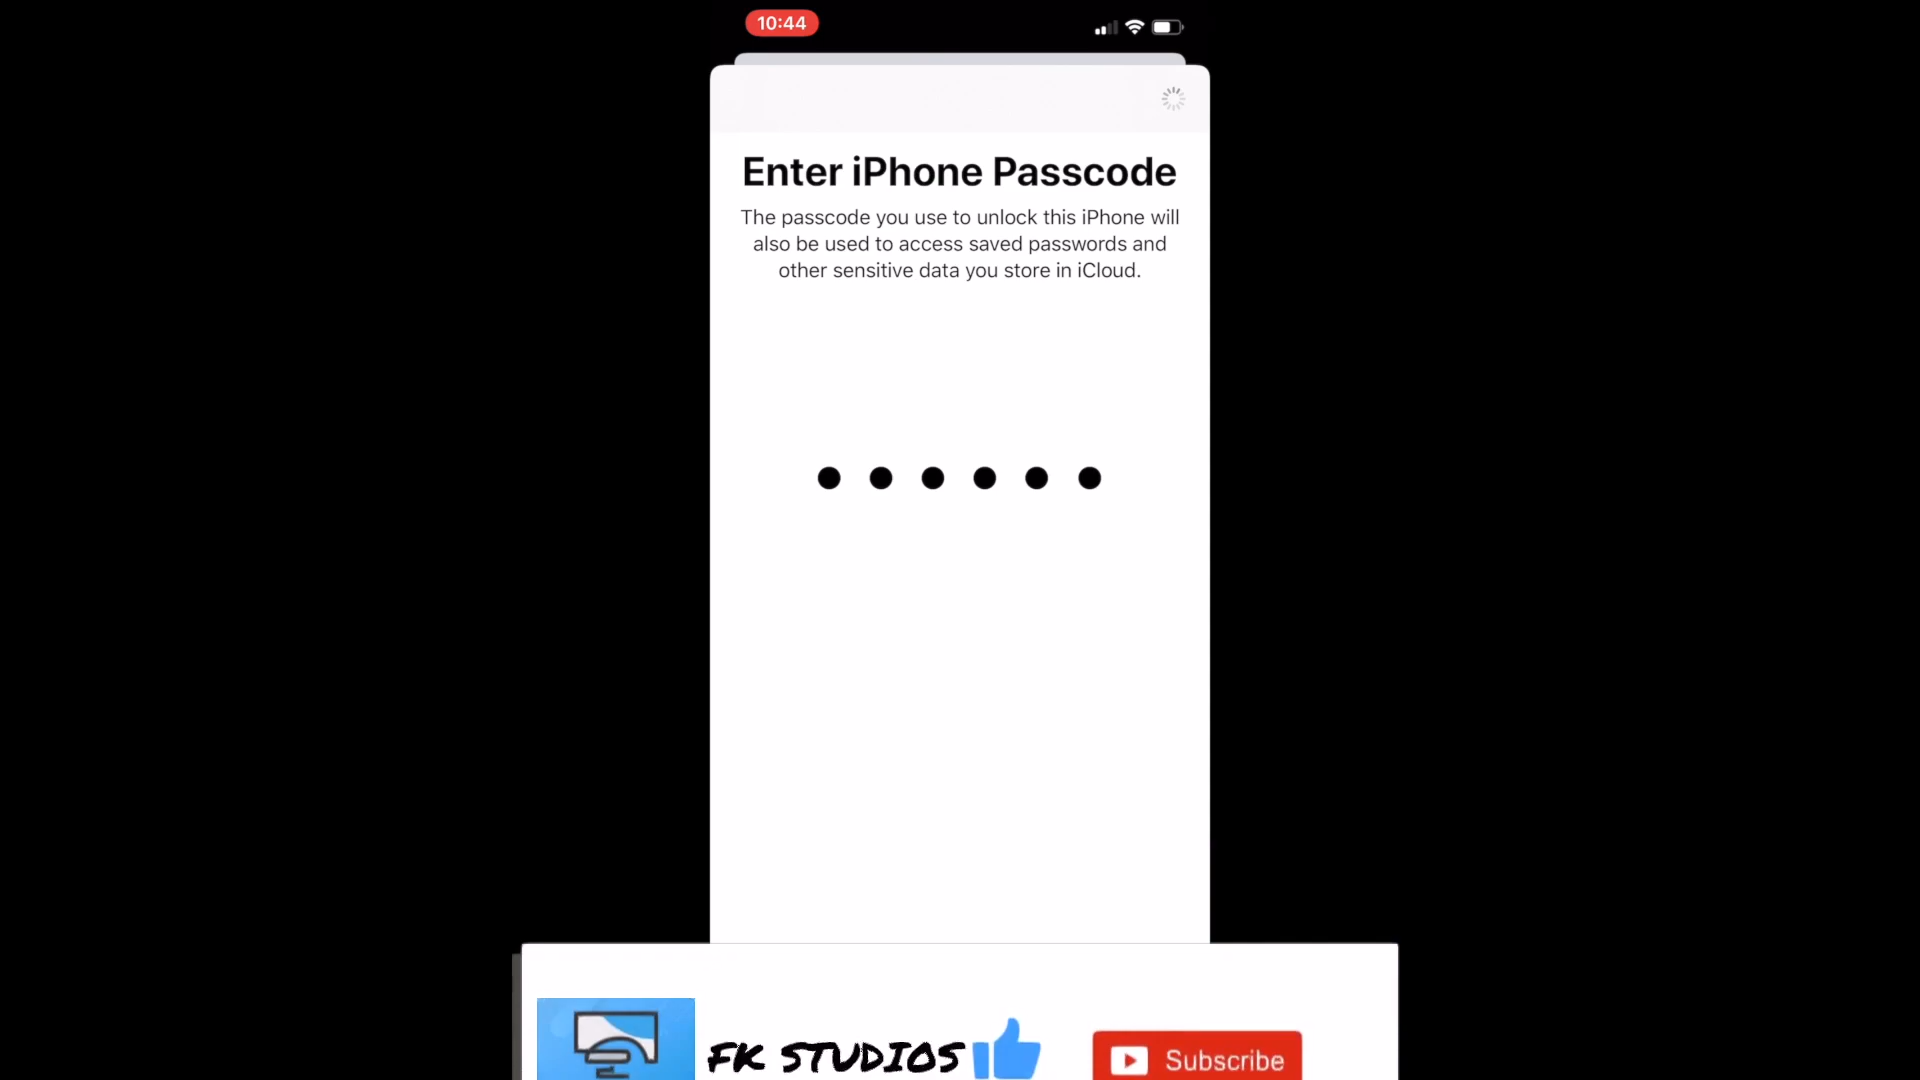 10:44
Enter iPhone Passcode
The passcode you use to unlock this iPhone will
also be used to access saved passwords and
other sensitive data you store in iCloud.
FK STUDIOS
Subscribe